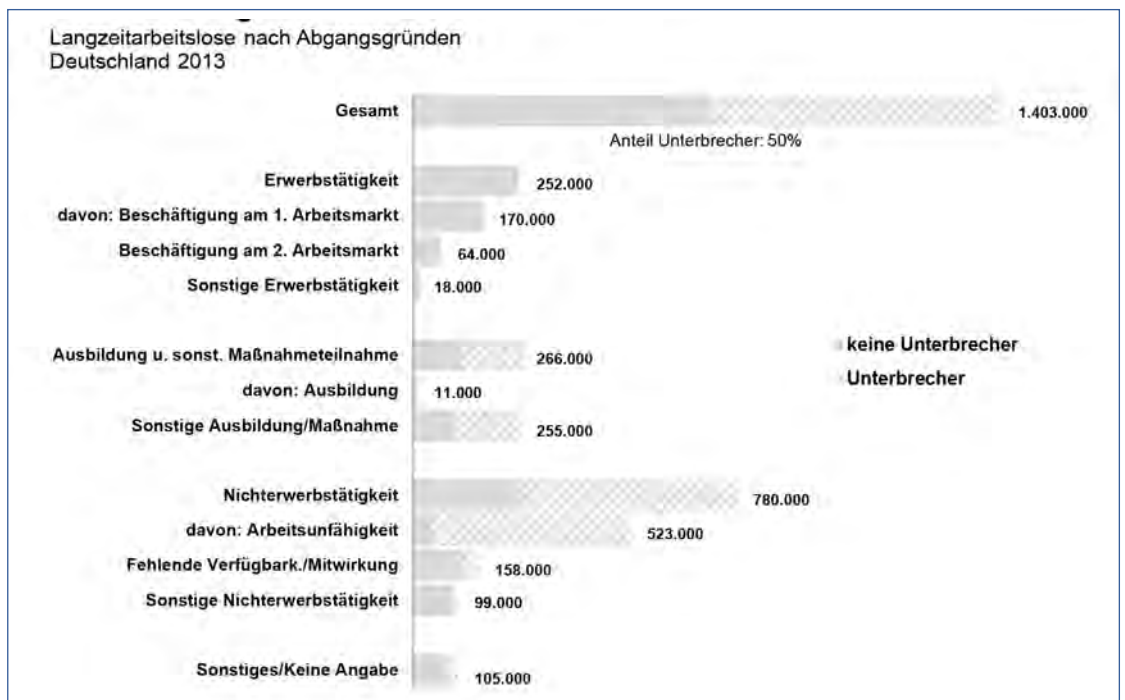 Langzeitarbeitslose nach Abgangsgründen
Deutschland 2013
Gesamt 1.403.000
Anteil Unterbrecher: 50%
Erwerbstätigkeit 252.000
davon: Beschäftigung am 1. Arbeitsmarkt 170.000
Beschäftigung am 2. Arbeitsmarkt 64.000
Sonstige Erwerbstätigkeit 18.000
Ausbildung u. sonst. Maßnahmeteilnahme 266.000
davon: Ausbildung 11.000
Sonstige Ausbildung/Maßnahme 255.000
keine Unterbrecher
Unterbrecher
Nichterwerbstätigkeit 780.000
davon: Arbeitsunfähigkeit 523.000
Fehlende Verfügbark./Mitwirkung 158.000
Sonstige Nichterwerbstätigkeit 99.000
Sonstiges/Keine Angabe 105.000